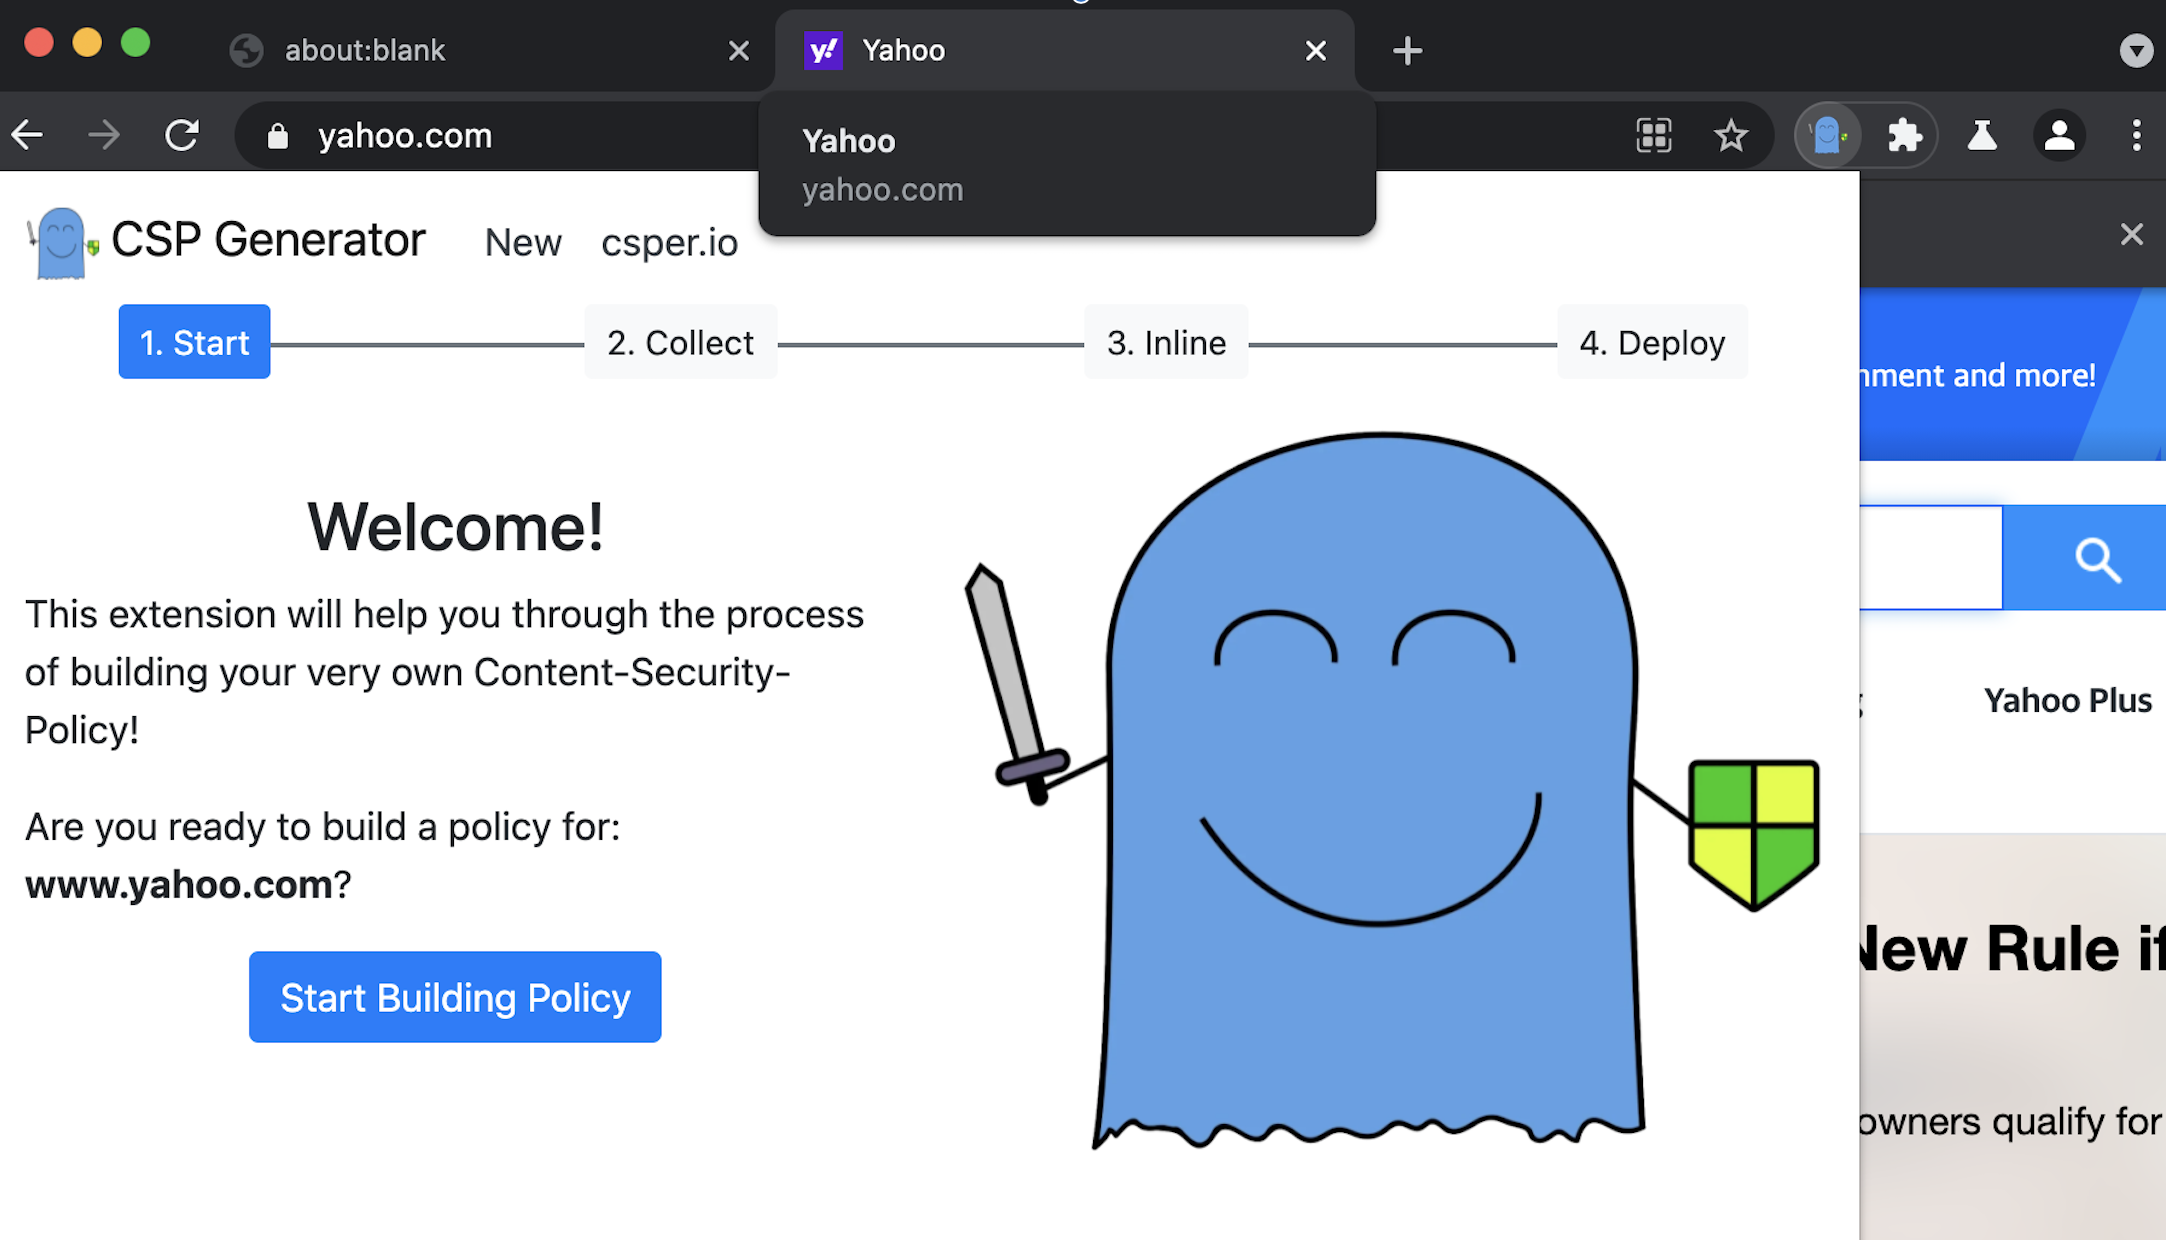 about:blank
Yahoo
yahoo.com
Yahoo
yahoo.com
CSP Generator New csper.io
1. Start
2. Collect
3. Inline
4. Deploy
Welcome!
This extension will help you through the process
of building your very own Content-Security-
Policy!
Are you ready to build a policy for:
www.yahoo.com?
Start Building Policy
and more!
Yahoo Plus
New Rule if
owners qualify for